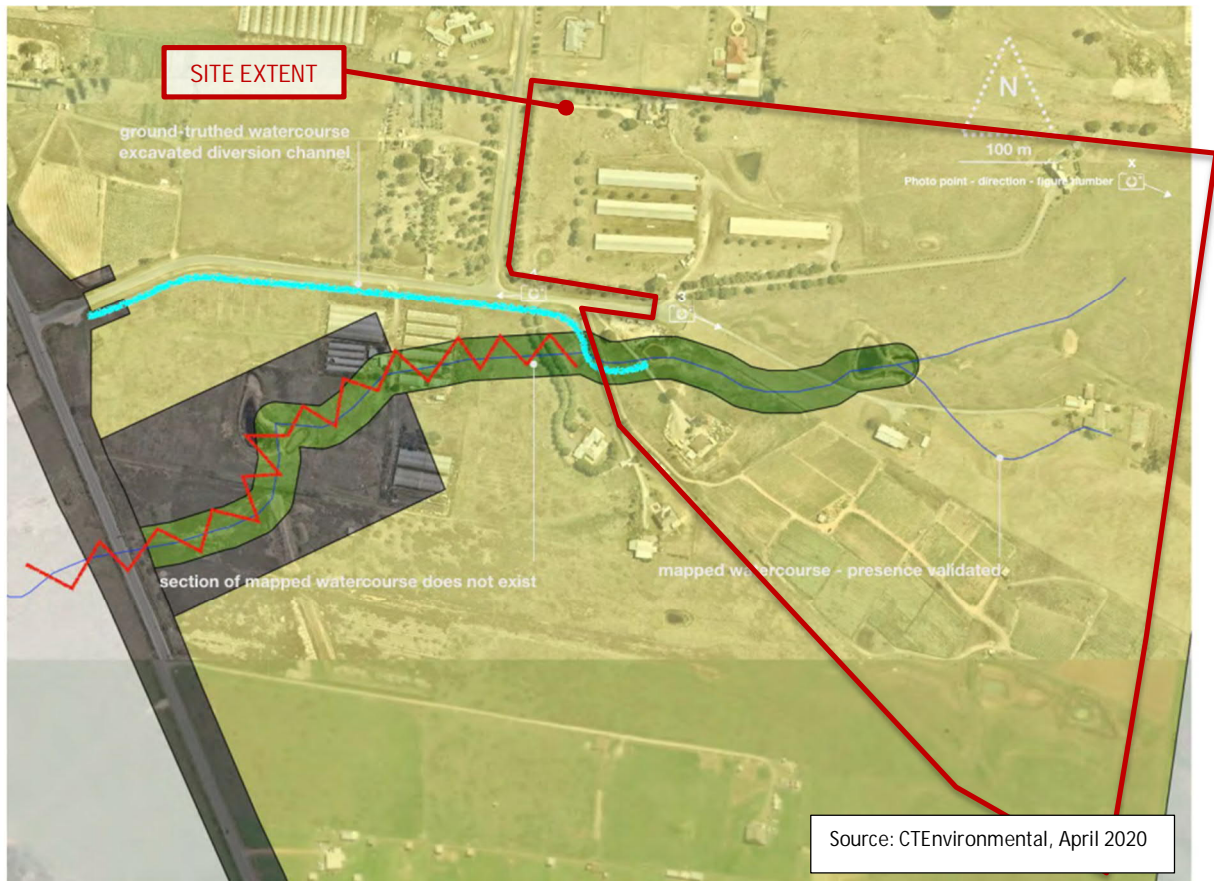 SITE EXTENT
ground-truthed watercourse
excavated diversion channel
N
100 m
x
Photo point - direction - figure number
4
3
section of mapped watercourse does not exist
mapped watercourse - presence validated
Source: CTEnvironmental, April 2020